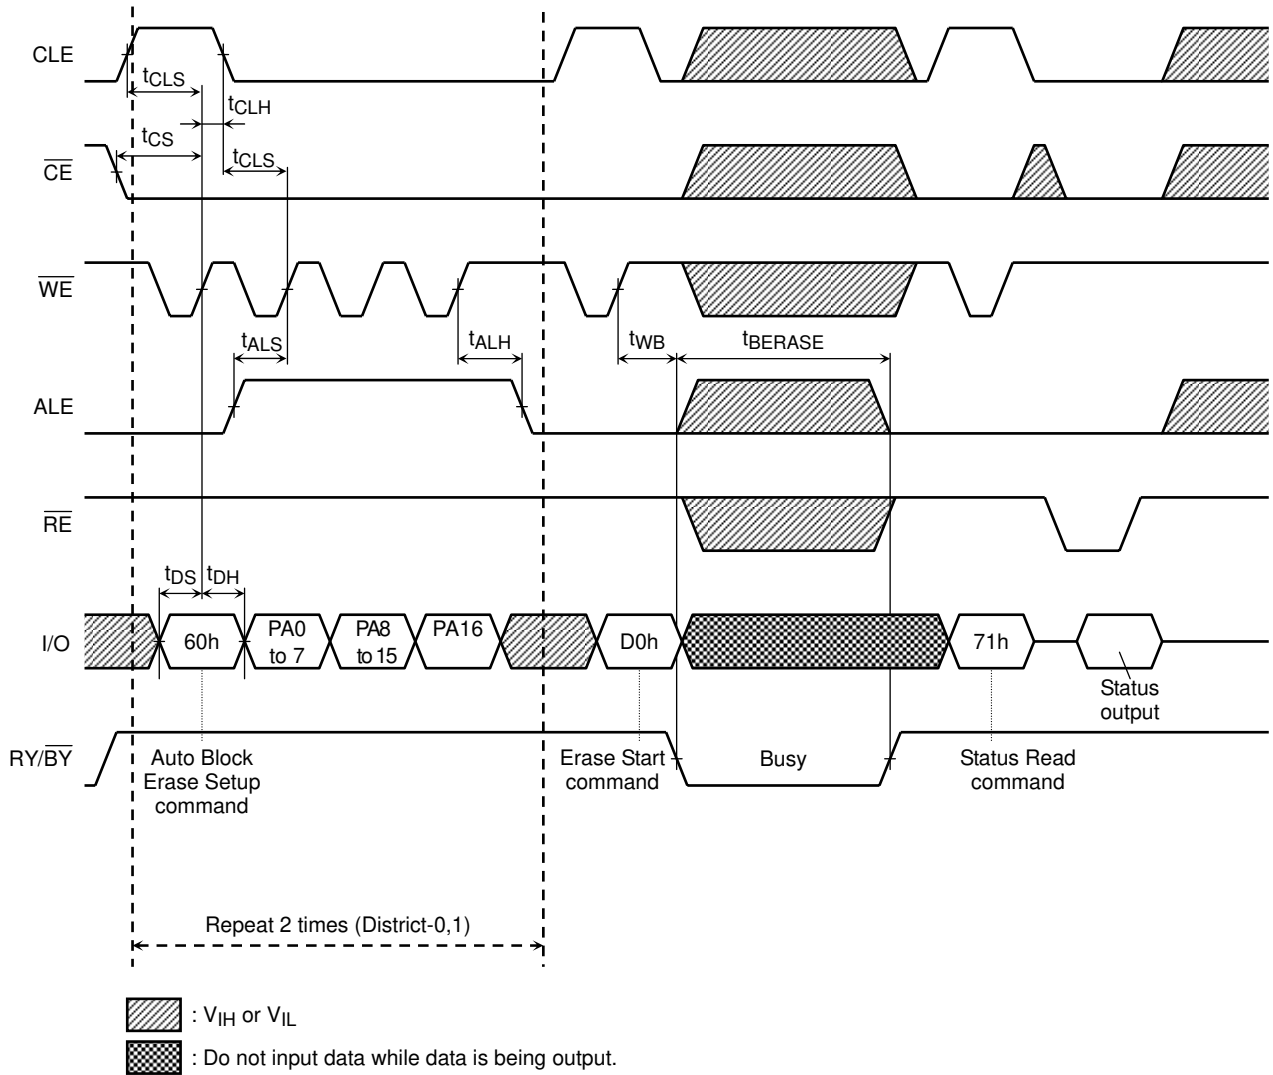 CLE
tCLS
tCLH
tCS
tCLS
CE
WE
tALS
tALH
tWB
tBERASE
ALE
RE
tDS
tDH
I/O
60h
PA0
to 7
PA8
to 15
PA16
D0h
71h
Status
output
RY/BY
Auto Block
Erase Setup
command
Erase Start
command
Busy
Status Read
command
Repeat 2 times (District-0,1)
: VIH or VIL
: Do not input data while data is being output.